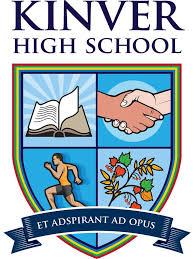 KINVER
HIGH SCHOOL
ET ADSPIRANT AD OPUS